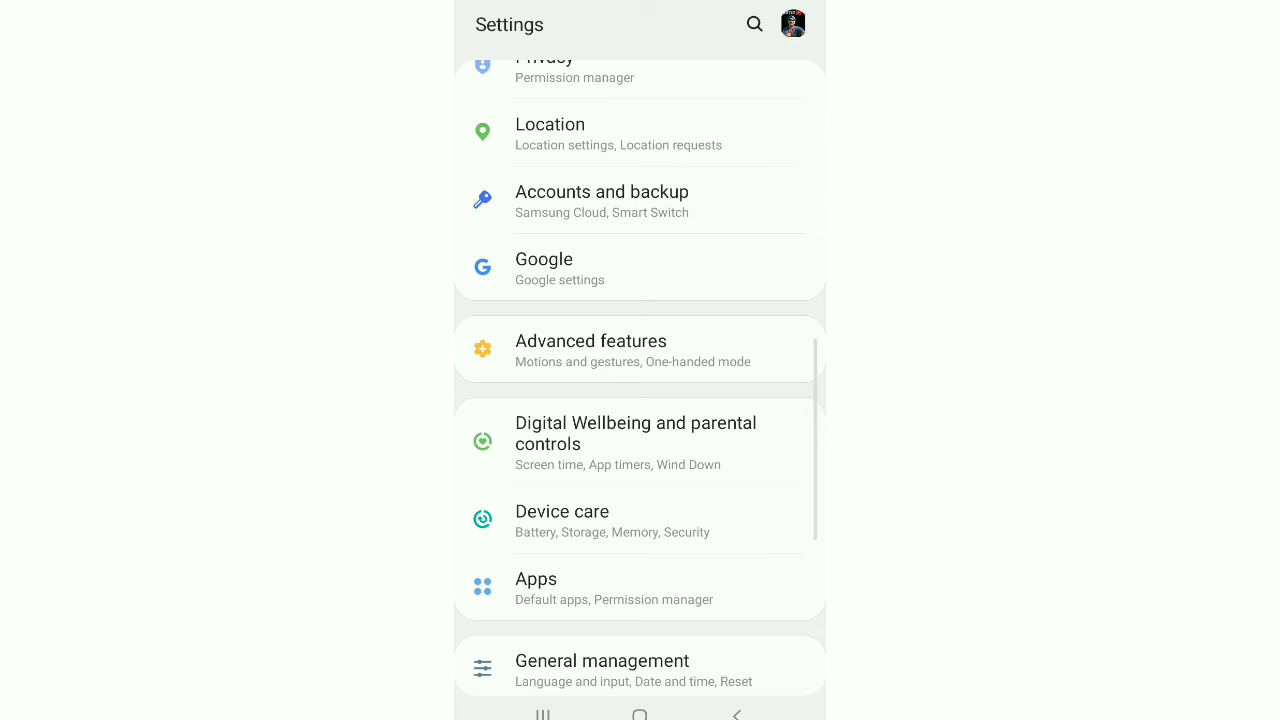 Settings
Privacy
Permission manager
Location
Location settings, Location requests
Accounts and backup
Samsung Cloud, Smart Switch
Google
Google settings
Advanced features
Motions and gestures, One-handed mode
Digital Wellbeing and parental
controls
Screen time, App timers, Wind Down
Device care
Battery, Storage, Memory, Security
Apps
Default apps, Permission manager
General management
Language and input, Date and time, Reset